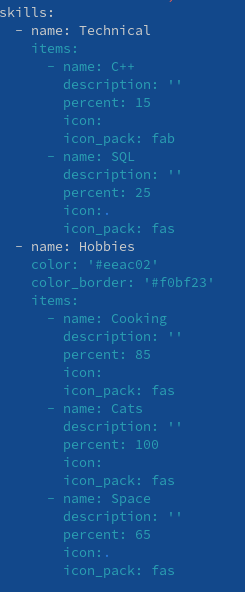 skills:
  - name: Technical
    items:
      - name: C++
        description: ''
        percent: 15
        icon:
        icon_pack: fab
      - name: SQL
        description: ''
        percent: 25
        icon:.
        icon_pack: fas
  - name: Hobbies
    color: '#eeac02'
    color_border: '#f0bf23'
    items:
      - name: Cooking
        description: ''
        percent: 85
        icon:
        icon_pack: fas
      - name: Cats
        description: ''
        percent: 100
        icon:
        icon_pack: fas
      - name: Space
        description: ''
        percent: 65
        icon:.
        icon_pack: fas